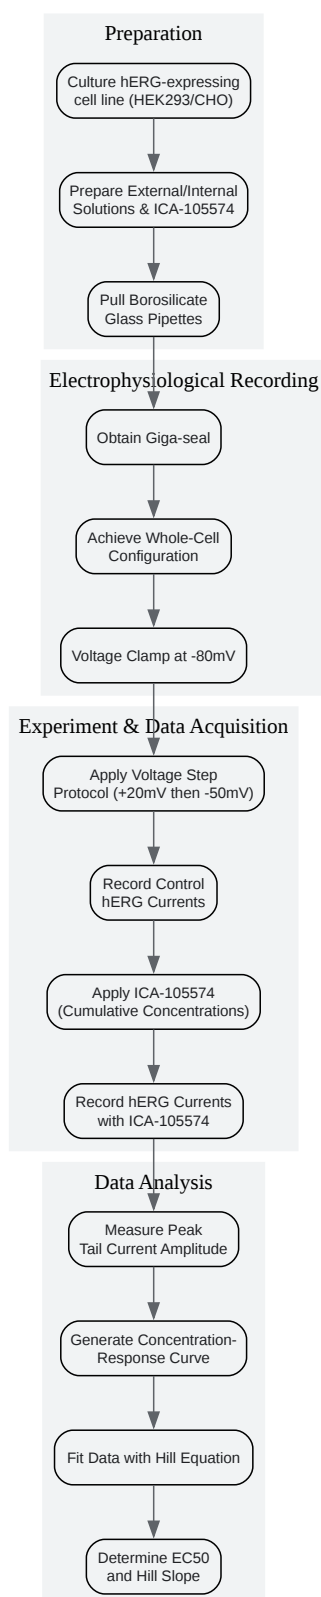 Preparation
Culture hERG-expressing
cell line (HEK293/CHO)
Prepare External/Internal
Solutions & ICA-105574
Pull Borosilicate
Glass Pipettes
Electrophysiological Recording
Obtain Giga-seal
Achieve Whole-Cell
Configuration
Voltage Clamp at -80mV
Experiment & Data Acquisition
Apply Voltage Step
Protocol (+20mV then -50mV)
Record Control
hERG Currents
Apply ICA-105574
(Cumulative Concentrations)
Record hERG Currents
with ICA-105574
Data Analysis
Measure Peak
Tail Current Amplitude
Generate Concentration-
Response Curve
Fit Data with Hill Equation
Determine EC50
and Hill Slope